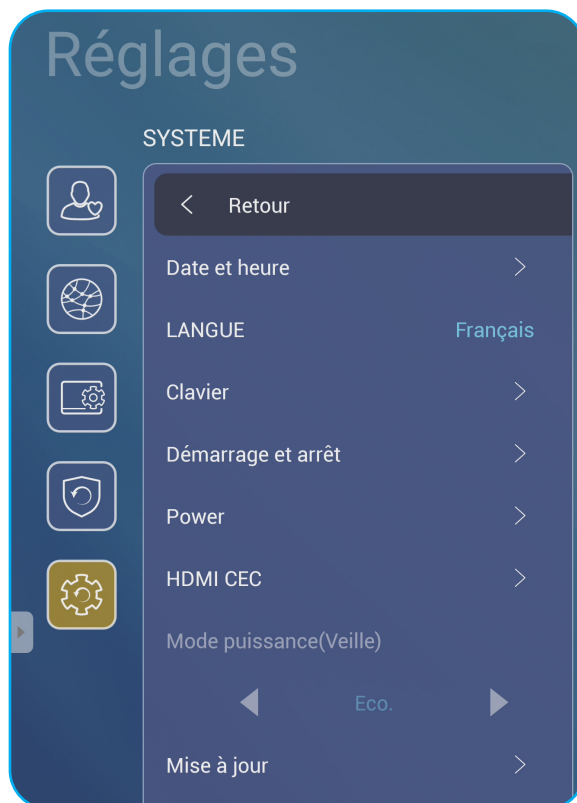 Réglages
SYSTEME
Retour
Date et heure
LANGUE Français
Clavier
Démarrage et arrêt
Power
HDMI CEC
Mode puissance(Veille)
Eco.
Mise à jour